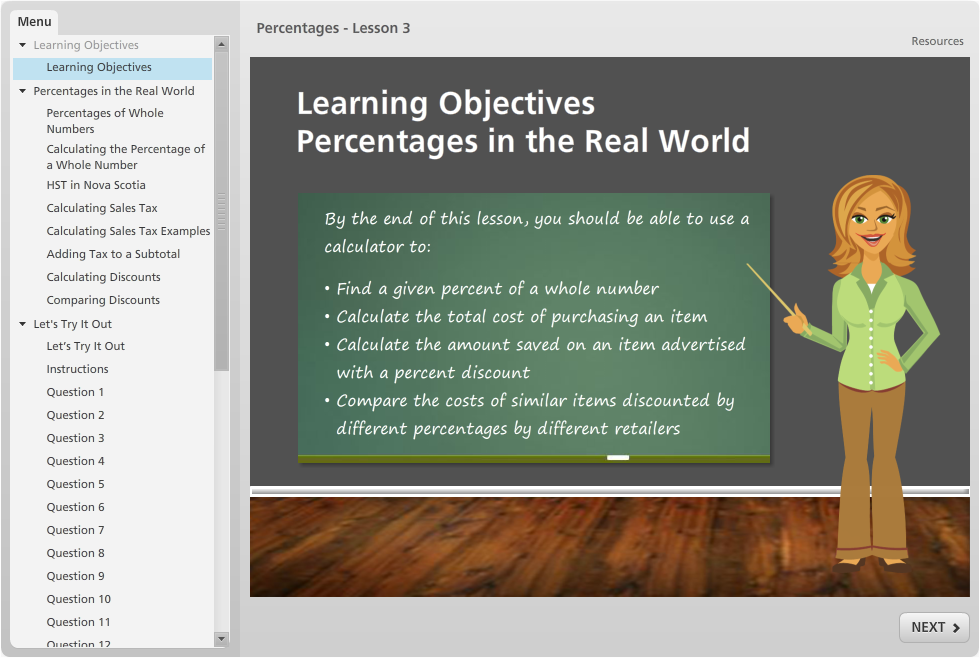 Menu
Learning Objectives
Learning Objectives
Percentages in the Real World
Percentages of Whole
Numbers
Calculating the Percentage of
a Whole Number
HST in Nova Scotia
Calculating Sales Tax
Calculating Sales Tax Examples
Adding Tax to a Subtotal
Calculating Discounts
Comparing Discounts
Let's Try It Out
Let's Try It Out
Instructions
Question 1
Question 2
Question 3
Question 4
Question 5
Question 6
Question 7
Question 8
Question 9
Question 10
Question 11
Question 12
Percentages - Lesson 3
Resources
Learning Objectives
Percentages in the Real World
By the end of this lesson, you should be able to use a
calculator to:
• Find a given percent of a whole number
• Calculate the total cost of purchasing an item
• Calculate the amount saved on an item advertised
with a percent discount
• Compare the costs of similar items discounted by
different percentages by different retailers
NEXT